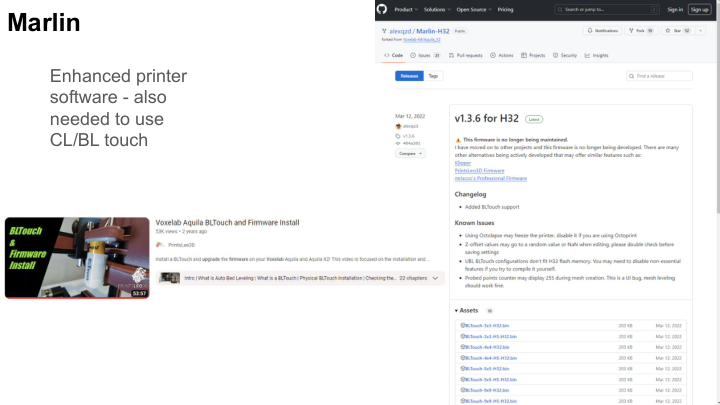 Marlin
Enhanced printer
software - also
needed to use
CL/BL touch
Product Solutions Open Source Pricing
Search or jump to...
Sign in Sign up
alexqzd / Marlin-H32 Public
forked from Voxelab-64/Aquila_X2
Notifications Fork Star
Code Issues Pull requests Actions Projects Security Insights
Releases Tags
Find a release
Mar 12, 2022
alexqzd
v1.3.6
Compare
v1.3.6 for H32 Latest
This firmware is no longer being maintained.
I have moved on to other projects and this firmware is no longer being developed. There are many
other alternatives being actively developed that may offer similar features such as:
Klipper
PrintsLeo3D Firmware
mriscoc's Professional Firmware
Changelog
Added BLTouch support
Known Issues
Using Octolapse may freeze the printer, disable it if you are using Octoprint
Z-offset values may go to a random value or NaN when editing, please double check before
saving settings
UBL BLTouch configurations don't fit H32 flash memory. You may need to disable non-essential
features if you try to compile it yourself.
Probed points counter may display 255 during mesh creation. This is a UI bug, mesh leveling
should work fine.
Assets
BLTouch-3x3-H32.bin 203 KB Mar 12, 2022
BLTouch-3x3-HS-H32.bin 203 KB Mar 12, 2022
BLTouch-4x4-H32.bin 203 KB Mar 12, 2022
BLTouch-4x4-HS-H32.bin 203 KB Mar 12, 2022
BLTouch-5x5-H32.bin 203 KB Mar 12, 2022
BLTouch-5x5-HS-H32.bin 203 KB Mar 12, 2022
BLTouch-9x9-H32.bin 203 KB Mar 12, 2022
BLTouch-9x9-HS-H32.bin 203 KB Mar 12, 2022
BLTouch
&
Firmware
Install
53:57
Voxelab Aquila BLTouch and Firmware Install
53K views • 2 years ago
PrintsLeo3D
Install a BLTouch and upgrade the firmware on your Voxelab Aquila and Aquila X2! This video is focused on the installation and ...
Intro | What is Auto Bed Leveling | What is a BLTouch | Physical BLTouch Installation | Checking the... 22 chapters